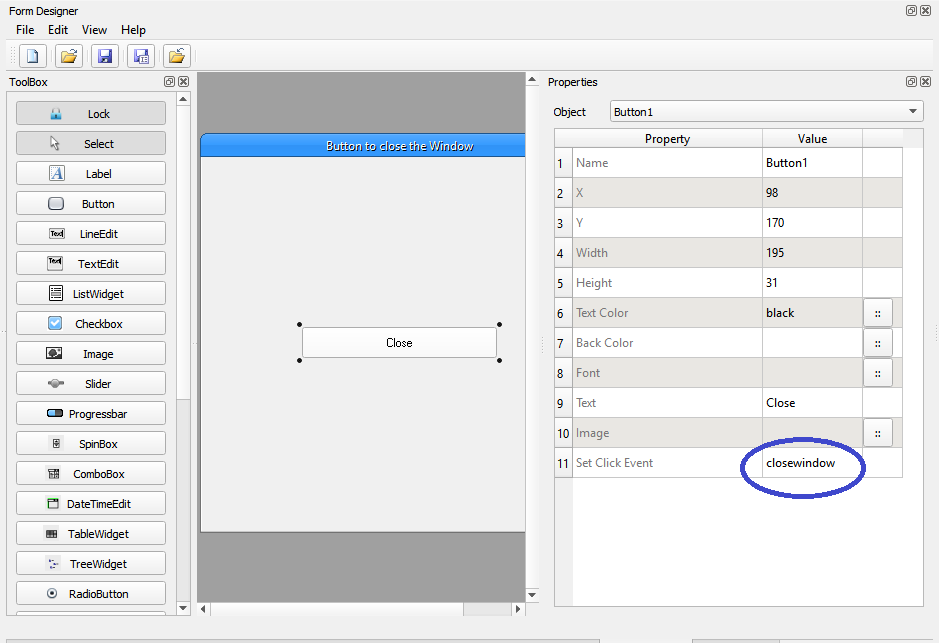 Form Designer
File Edit View Help
ToolBox
Lock
Select
Label
Button
LineEdit
TextEdit
ListWidget
Checkbox
Image
Slider
Progressbar
SpinBox
ComboBox
DateTimeEdit
TableWidget
TreeWidget
RadioButton
Button to close the Window
Close
Properties
Object Button1
Property Value
1 Name Button1
2 X 98
3 Y 170
4 Width 195
5 Height 31
6 Text Color black ::
7 Back Color ::
8 Font ::
9 Text Close
10 Image ::
11 Set Click Event closewindow